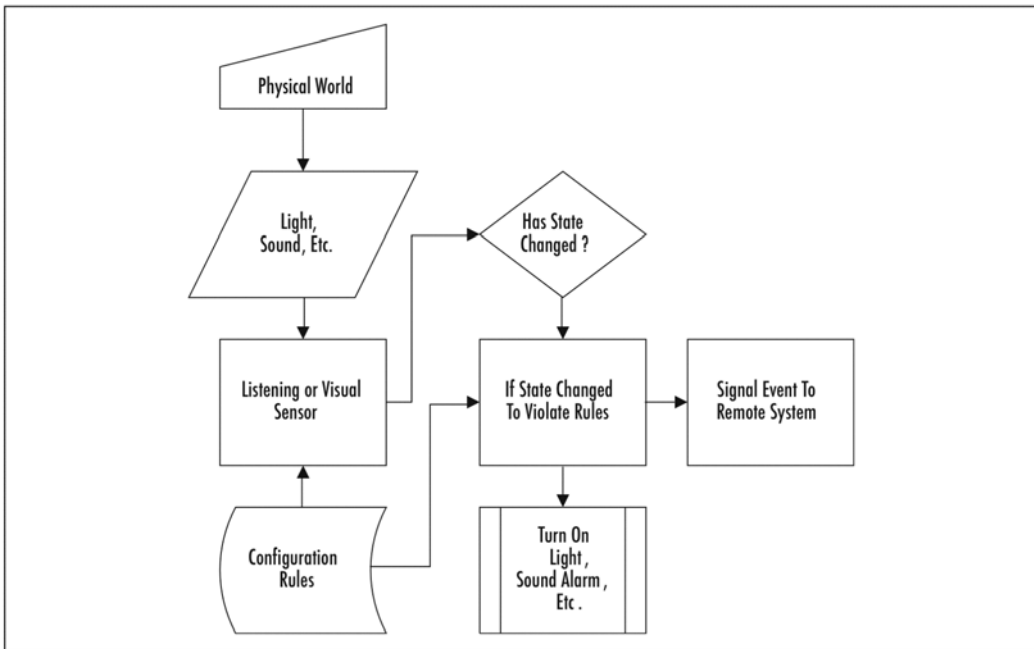 Physical World
Light,
Sound, Etc.
Has State
Changed ?
Listening or Visual
Sensor
If State Changed
To Violate Rules
Signal Event To
Remote System
Configuration
Rules
Turn On
Light ,
Sound Alarm ,
Etc .